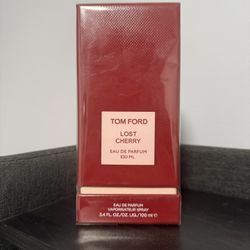 TOM FORD
LOST
CHERRY
EAU DE PARFUM
100 ML
EAU DE PARFUM
VAPORISATEUR SPRAY
3.4 FL. OZ./OZ. LIQ./100 ml ℮